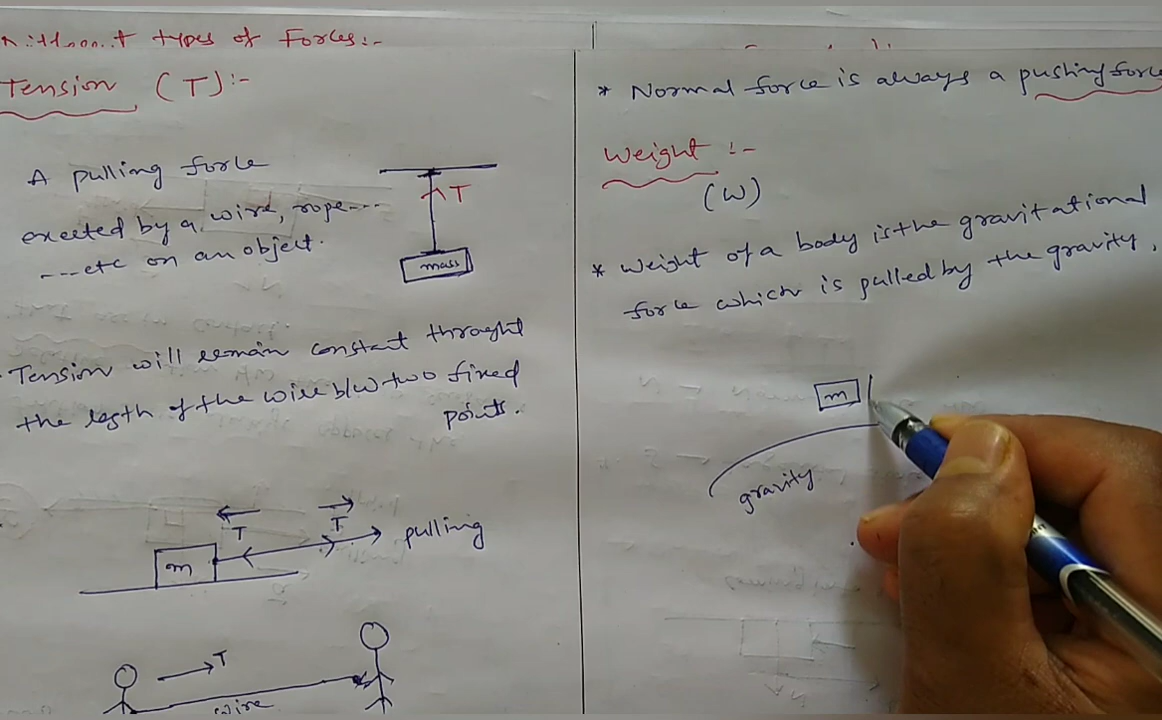 types of Forces:-
Tension (T):-
A pulling force
exerted by a wire, rope---
---etc on an object.
T
mass
Tension will remain constant throught
the legth of the wire b/w two fixed
points.
T
T
pulling
m
T
wire
* Normal force is always a pushing force
Weight :-
(W)
* Weight of a body is the gravitational
force which is pulled by the gravity.
m
gravity